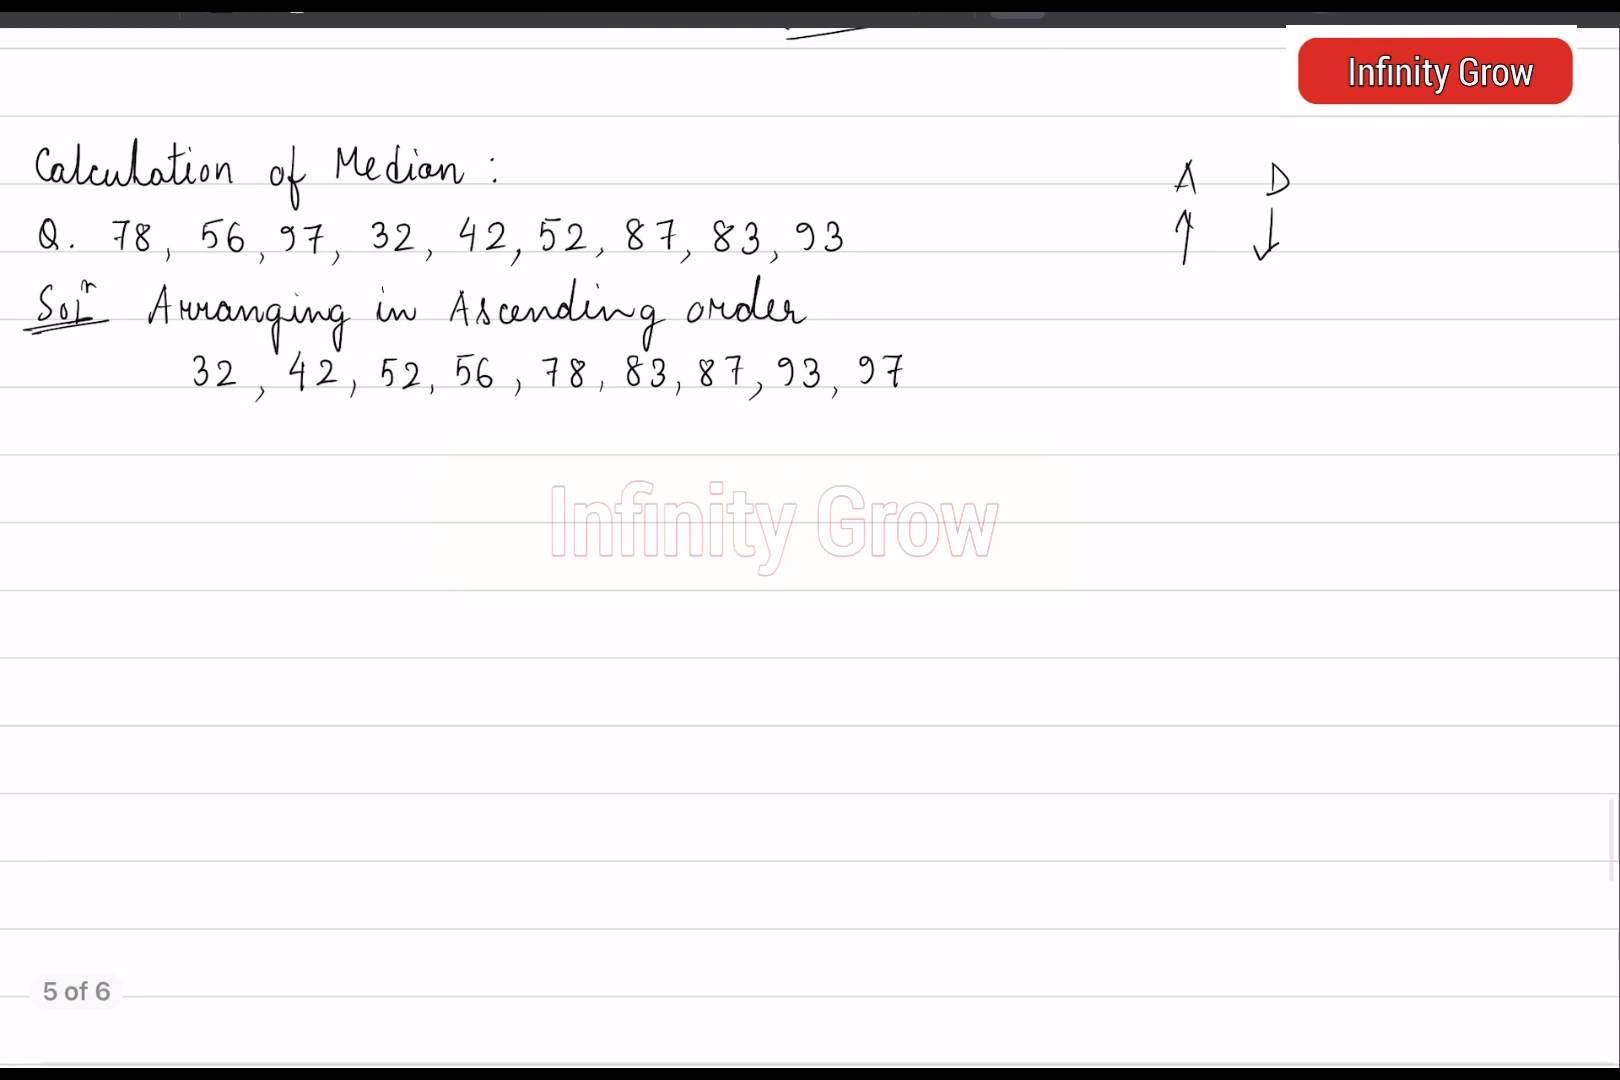 Infinity Grow
Calculation of Median :
A D
Q. 78, 56, 97, 32, 42, 52, 87, 83, 93
↑ ↓
Solⁿ Arranging in Ascending order
32, 42, 52, 56, 78, 83, 87, 93, 97
Infinity Grow
5 of 6